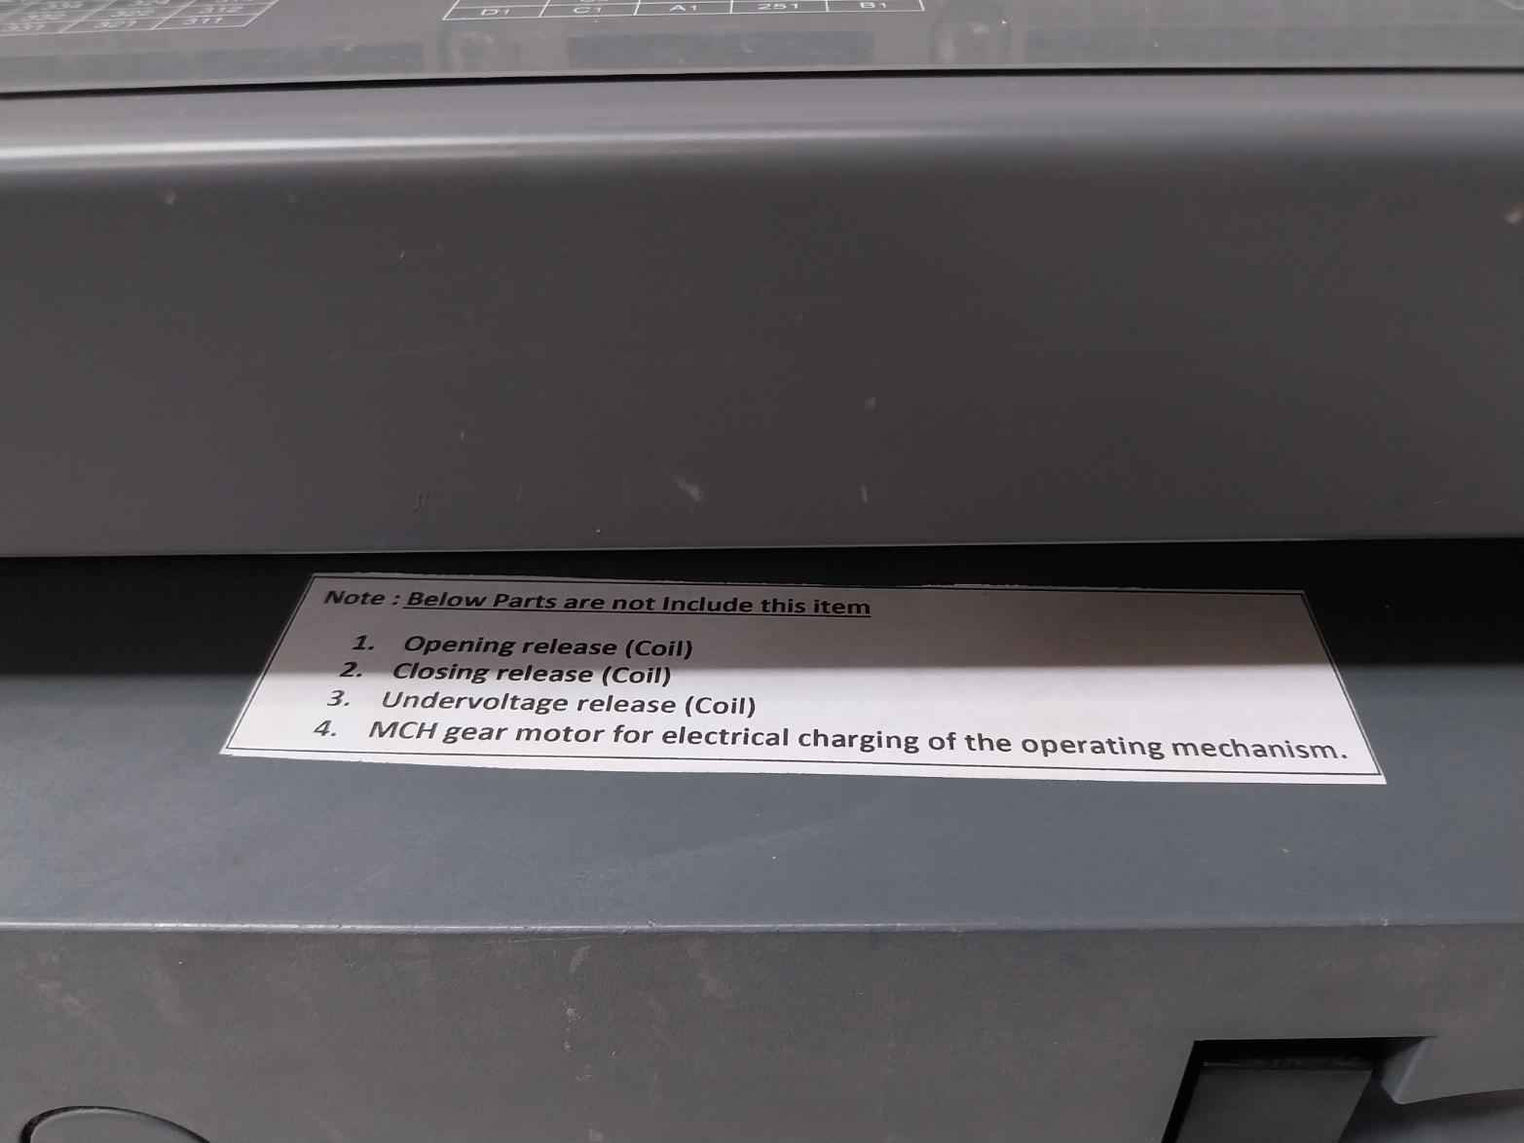 D1 C1 A1 251 B1
311
Note : Below Parts are not Include this item
1. Opening release (Coil)
2. Closing release (Coil)
3. Undervoltage release (Coil)
4. MCH gear motor for electrical charging of the operating mechanism.